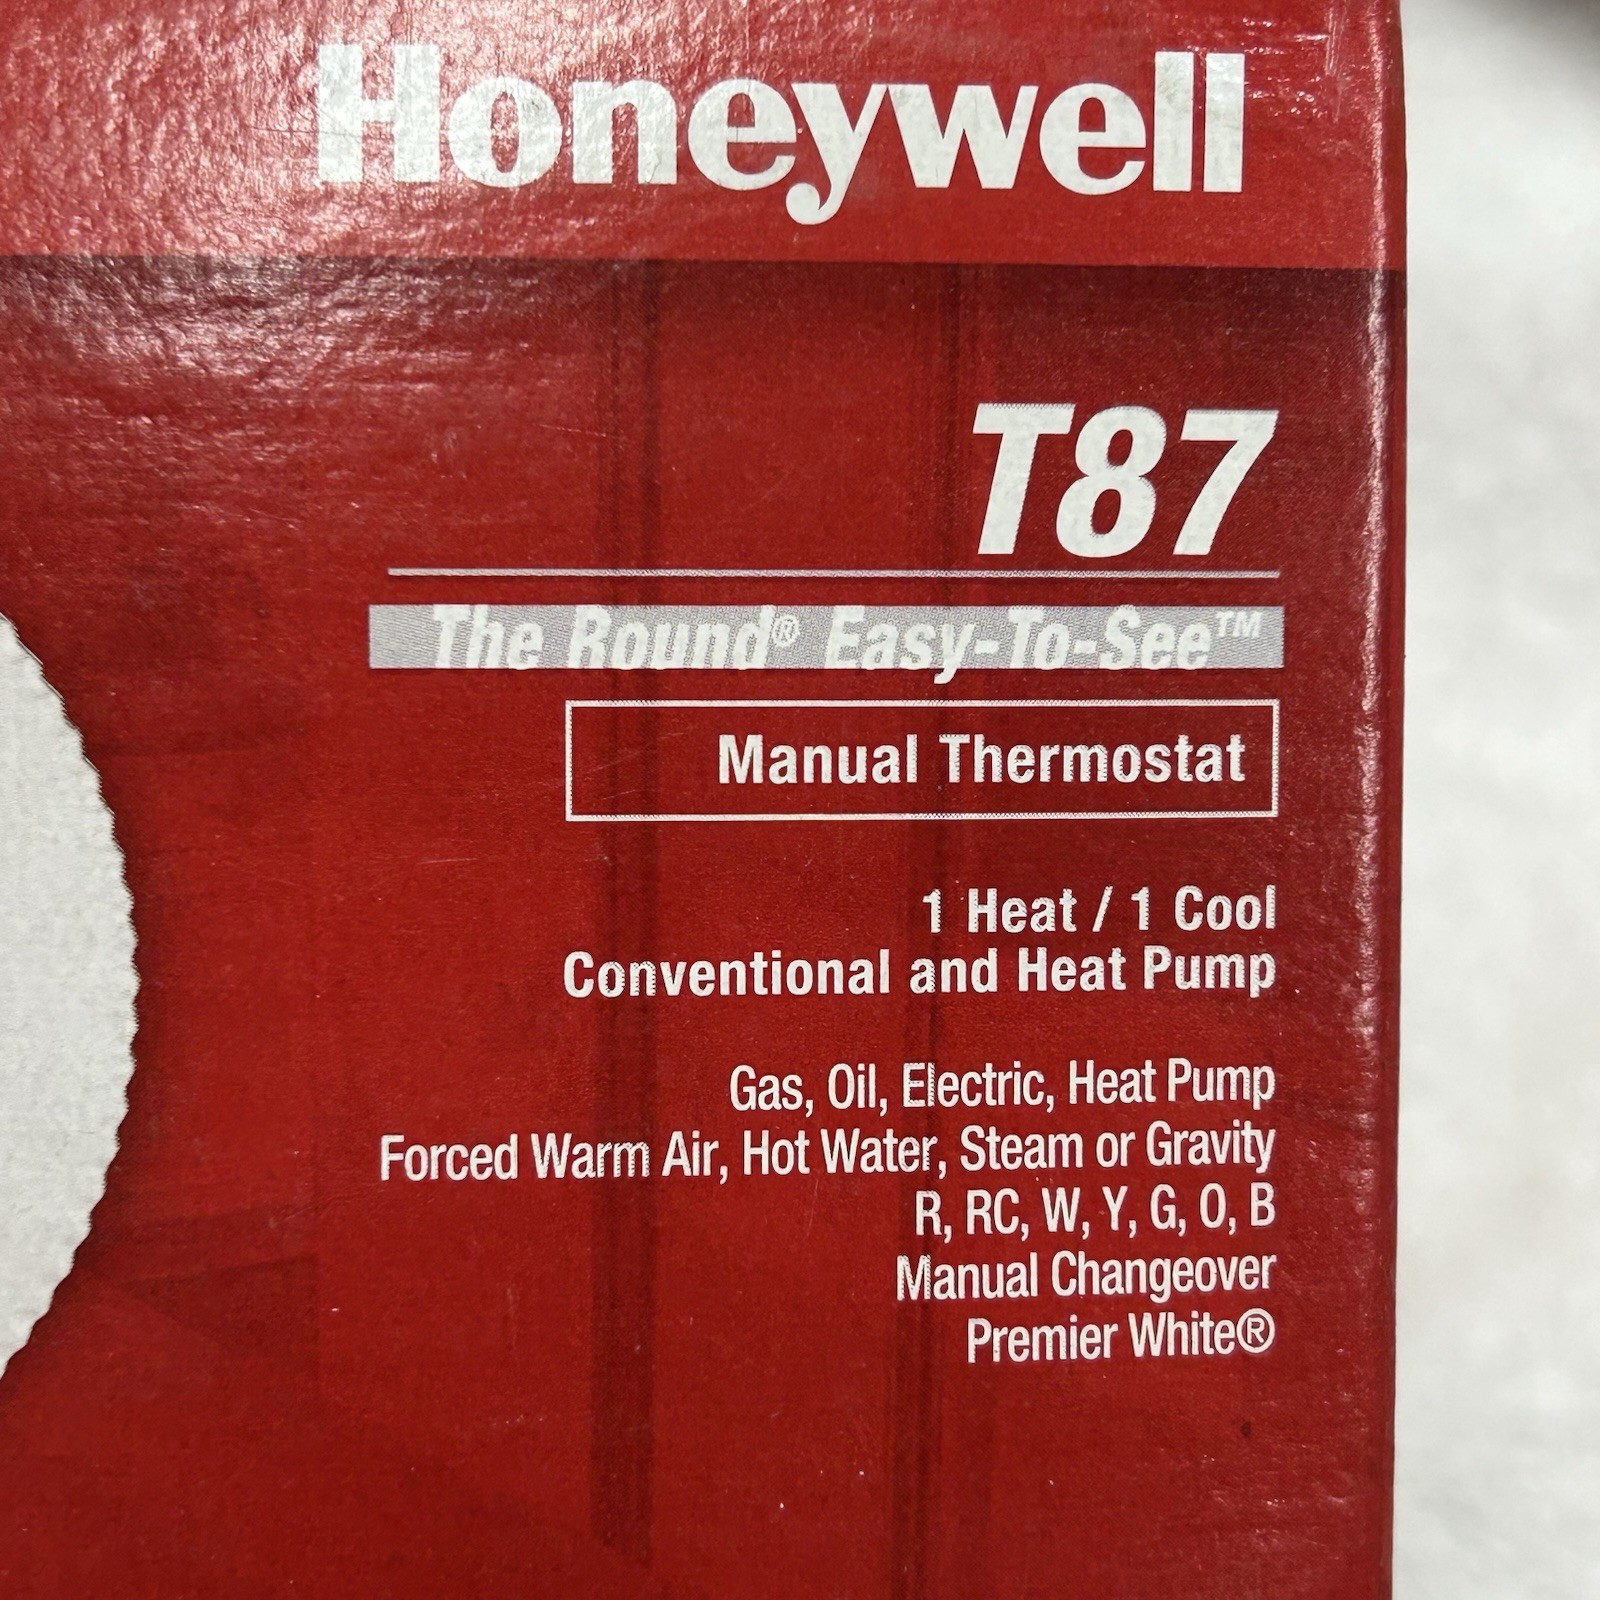 Honeywell
T87
The Round® Easy-To-See™
Manual Thermostat
1 Heat / 1 Cool
Conventional and Heat Pump
Gas, Oil, Electric, Heat Pump
Forced Warm Air, Hot Water, Steam or Gravity
R, RC, W, Y, G, O, B
Manual Changeover
Premier White®